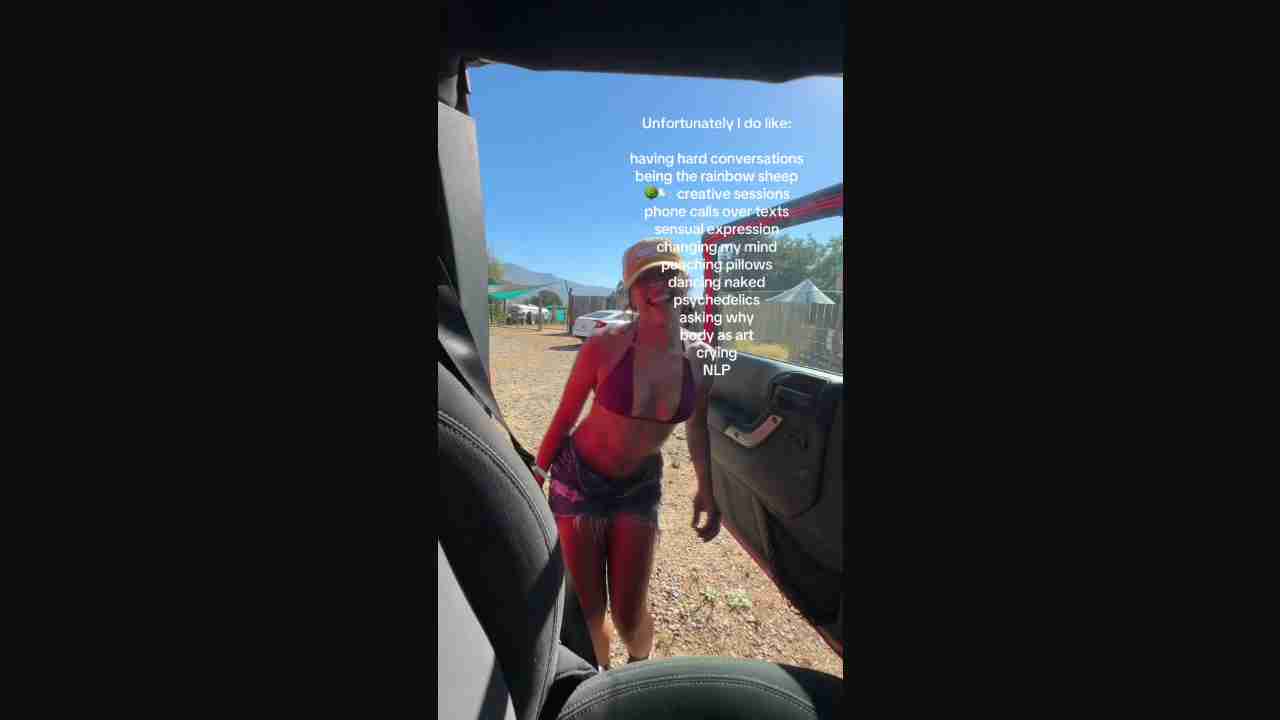 Unfortunately I do like:
having hard conversations
being the rainbow sheep
🌳💨 creative sessions
phone calls over texts
sensual expression
changing my mind
punching pillows
dancing naked
psychedelics
asking why
body as art
crying
NLP